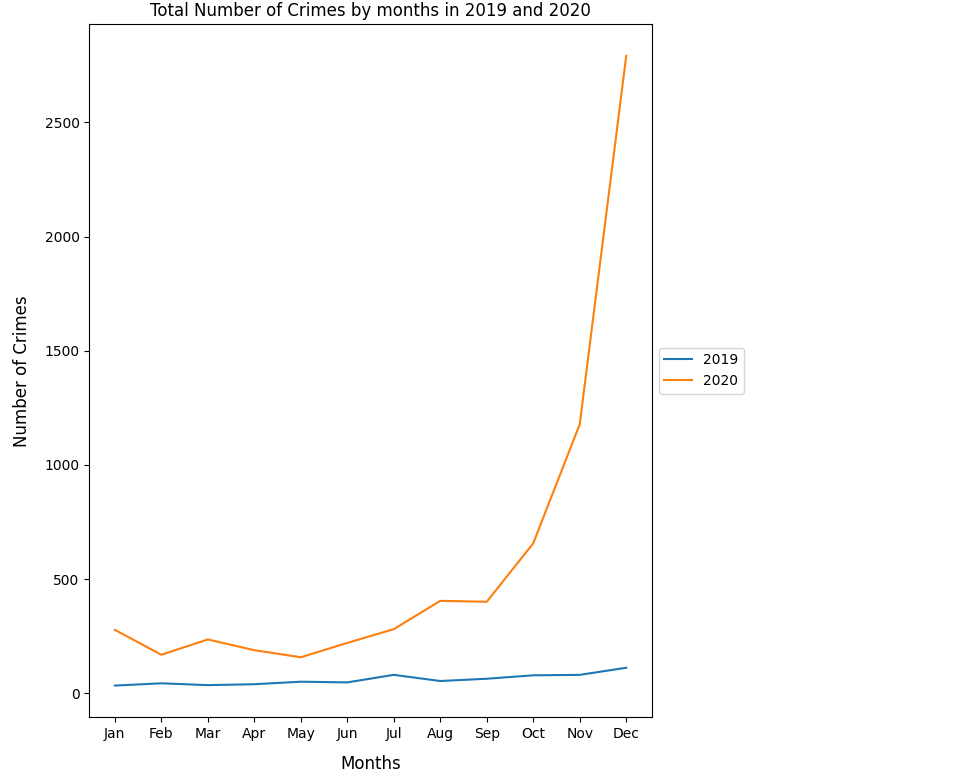 Total Number of Crimes by months in 2019 and 2020
Number of Crimes
2500
2000
1500
1000
500
0
Jan Feb Mar Apr May Jun Jul Aug Sep Oct Nov Dec
Months
2019
2020